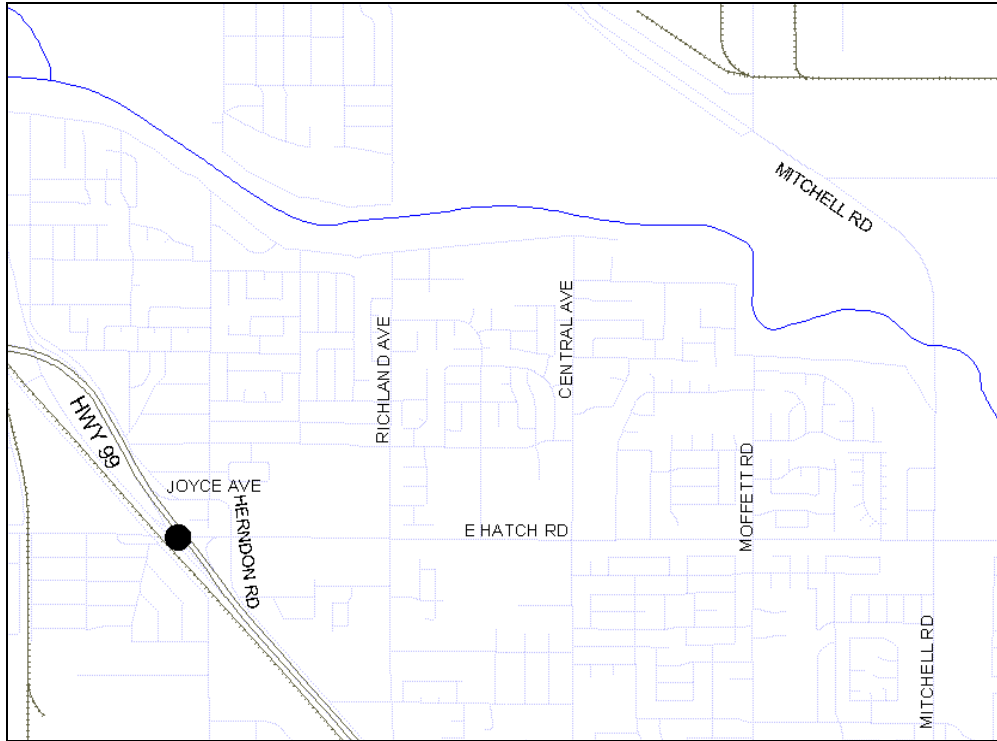 MITCHELL RD
CENTRAL AVE
RICHLAND AVE
HWY 99
JOYCE AVE
HERNDON RD
E HATCH RD
MOFFETT RD
MITCHELL RD